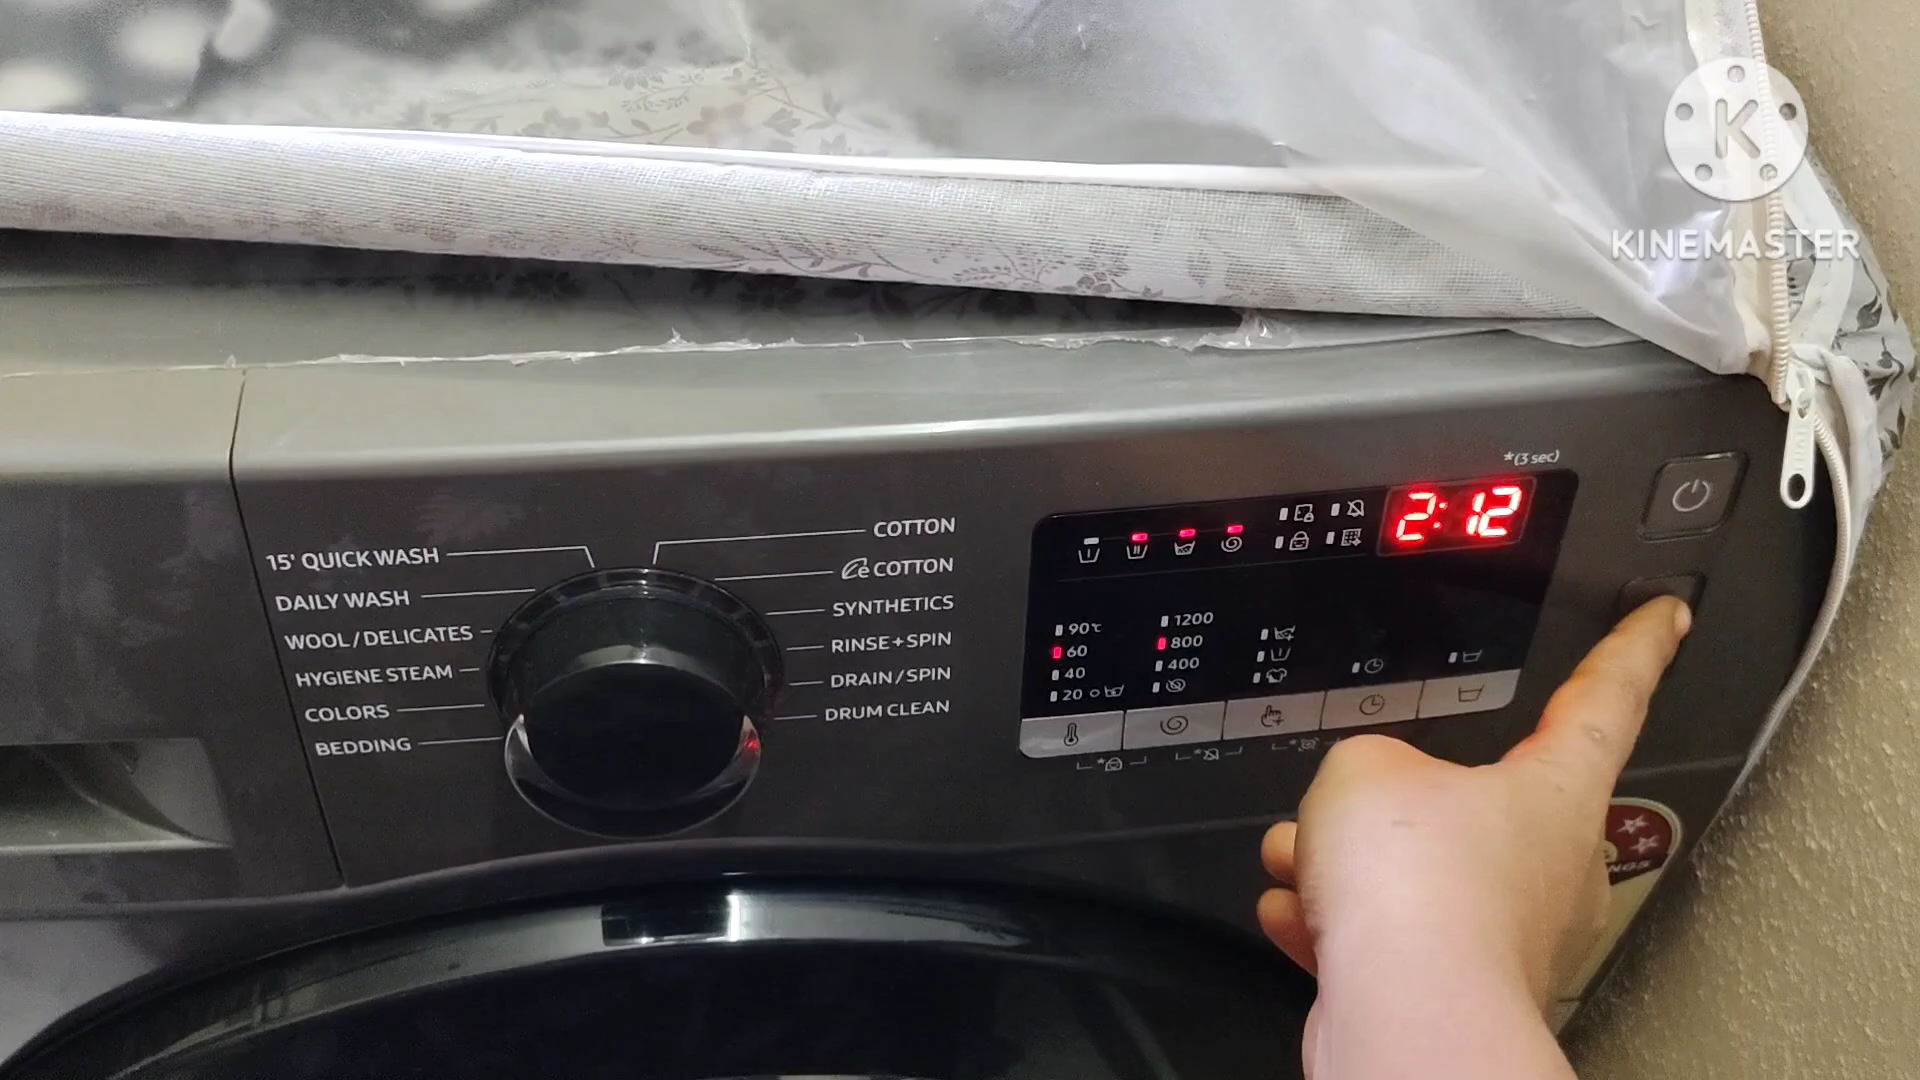 K
KINEMASTER
*(3 sec)
2:12
COTTON
15' QUICK WASH
e COTTON
DAILY WASH
SYNTHETICS
WOOL/DELICATES
RINSE+SPIN
HYGIENE STEAM
DRAIN/SPIN
COLORS
DRUM CLEAN
BEDDING
90℃
60
40
20
1200
800
400